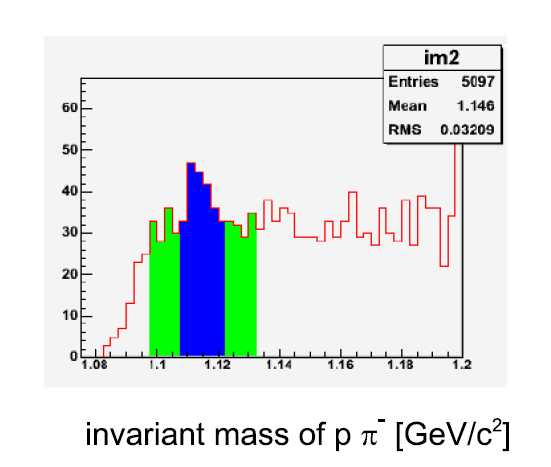 im2
Entries 5097
Mean 1.146
RMS 0.03209
60
50
40
30
20
10
0
1.08 1.1 1.12 1.14 1.16 1.18 1.2
invariant mass of p π⁻ [GeV/c²]